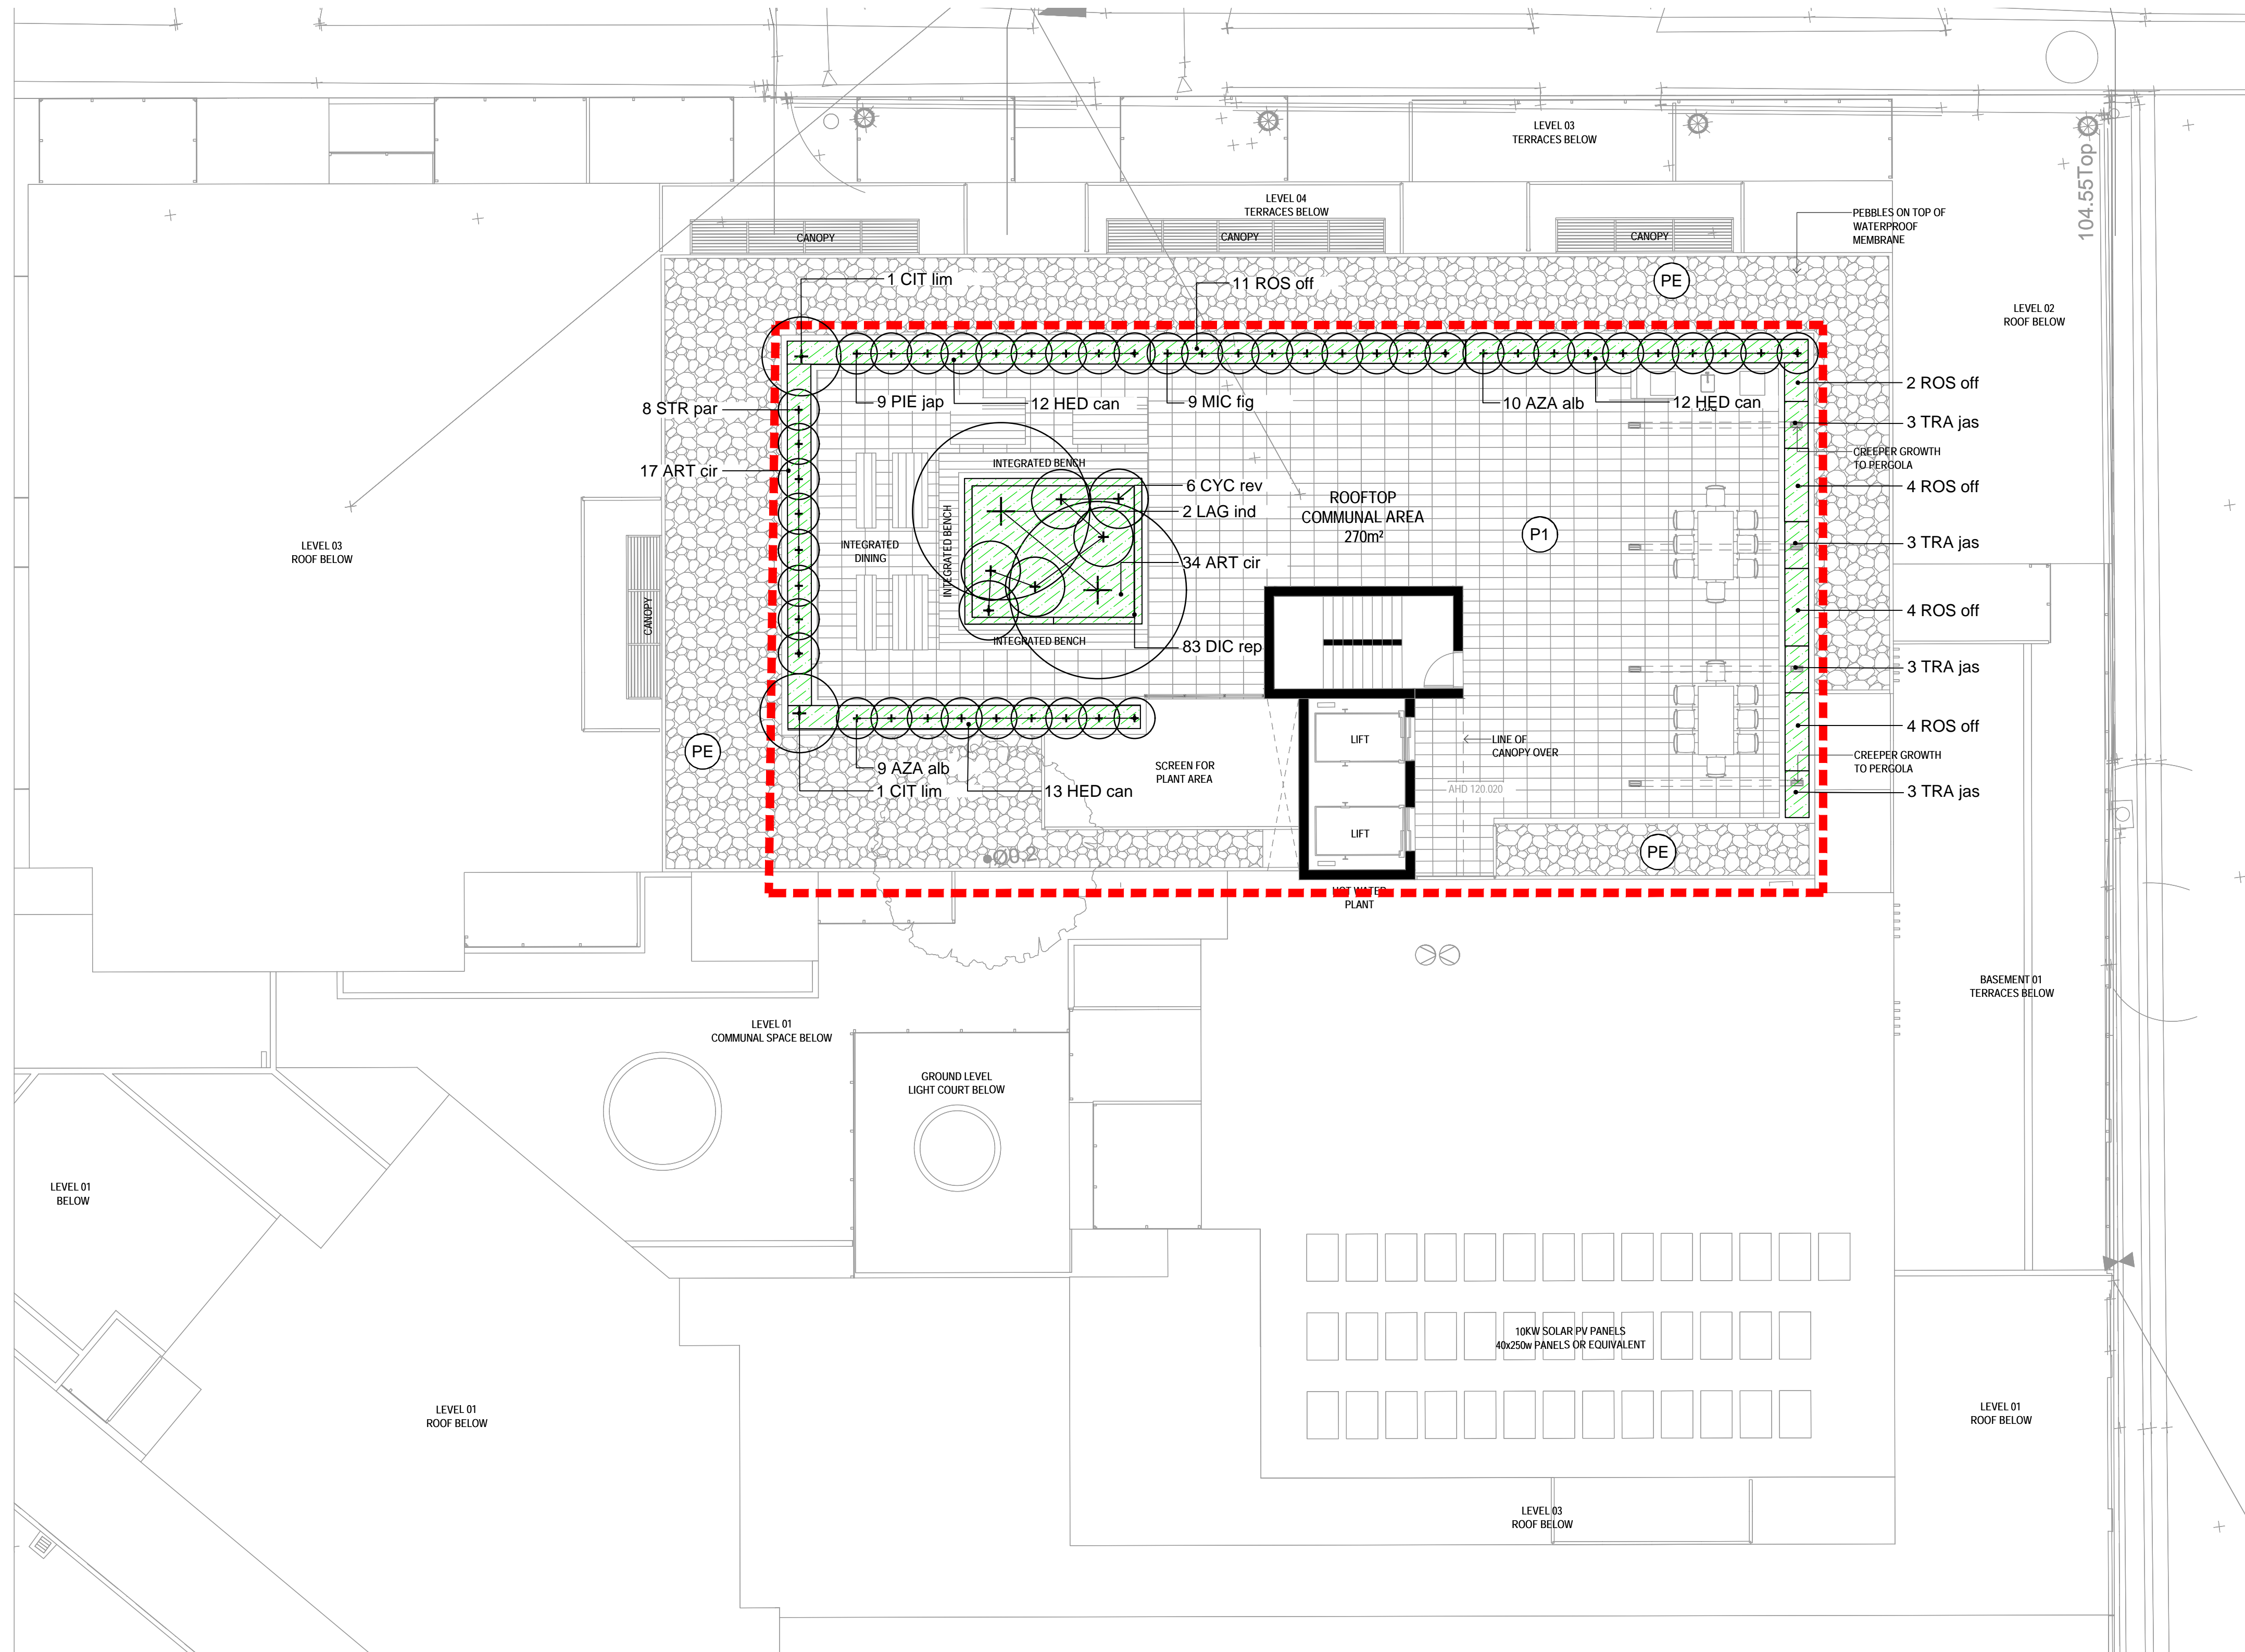 LEVEL 03
TERRACES BELOW
104.55Top
LEVEL 04
TERRACES BELOW
CANOPY
CANOPY
CANOPY
PEBBLES ON TOP OF
WATERPROOF
MEMBRANE
1 CIT lim
11 ROS off
PE
LEVEL 02
ROOF BELOW
9 PIE jap
12 HED can
9 MIC fig
10 AZA alb
12 HED can
2 ROS off
8 STR par
3 TRA jas
CREEPER GROWTH
TO PERGOLA
17 ART cir
INTEGRATED BENCH
6 CYC rev
2 LAG ind
ROOFTOP
COMMUNAL AREA
270m²
4 ROS off
P1
LEVEL 03
ROOF BELOW
INTEGRATED
DINING
INTEGRATED BENCH
34 ART cir
3 TRA jas
CANOPY
4 ROS off
INTEGRATED BENCH
83 DIC rep
3 TRA jas
4 ROS off
PE
LIFT
LINE OF
CANOPY OVER
CREEPER GROWTH
TO PERGOLA
9 AZA alb
1 CIT lim
13 HED can
SCREEN FOR
PLANT AREA
AHD 120.020
3 TRA jas
LIFT
Ø0.2
PE
HOT WATER
PLANT
BASEMENT 01
TERRACES BELOW
LEVEL 01
COMMUNAL SPACE BELOW
GROUND LEVEL
LIGHT COURT BELOW
LEVEL 01
BELOW
10KW SOLAR PV PANELS
40x250w PANELS OR EQUIVALENT
LEVEL 01
ROOF BELOW
LEVEL 01
ROOF BELOW
LEVEL 03
ROOF BELOW